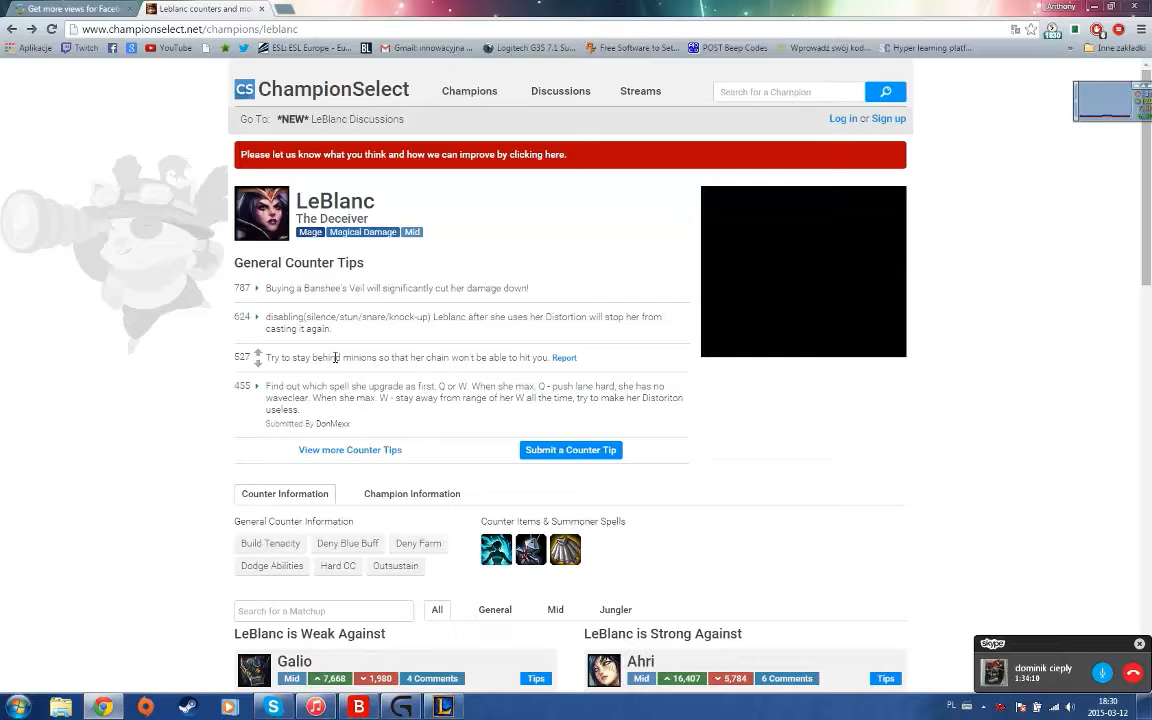 Get more views for Faceb
Leblanc counters and mo
Anthony
www.championselect.net/champions/leblanc
Aplikacje
Twitch
YouTube
ESL: ESL Europe - Eu...
BL
Gmail: innowacyjna ...
Logitech G35 7.1 Su...
Free Software to Set...
POST Beep Codes
Wprowadź swój kod...
Hyper learning platf...
Inne zakładki
1830
CS ChampionSelect
Champions
Discussions
Streams
Search for a Champion
Go To: *NEW* LeBlanc Discussions
Log in or Sign up
Please let us know what you think and how we can improve by clicking here.
LeBlanc
The Deceiver
Mage Magical Damage Mid
General Counter Tips
787 Buying a Banshee's Veil will significantly cut her damage down!
624 disabling(silence/stun/snare/knock-up) Leblanc after she uses her Distortion will stop her from
casting it again.
527 Try to stay behind minions so that her chain won't be able to hit you. Report
455 Find out which spell she upgrade as first, Q or W. When she max. Q - push lane hard, she has no
waveclear. When she max. W - stay away from range of her W all the time, try to make her Distoriton
useless.
Submitted By DonMexx
View more Counter Tips
Submit a Counter Tip
Counter Information
Champion Information
General Counter Information
Counter Items & Summoner Spells
Build Tenacity
Deny Blue Buff
Deny Farm
Dodge Abilities
Hard CC
Outsustain
Search for a Matchup
All
General
Mid
Jungler
LeBlanc is Weak Against
LeBlanc is Strong Against
Galio
Mid 7,668 1,980 4 Comments Tips
Ahri
Mid 16,407 5,784 6 Comments Tips
skype
dominik cieply
1:34:10
PL
18:30
2015-03-12